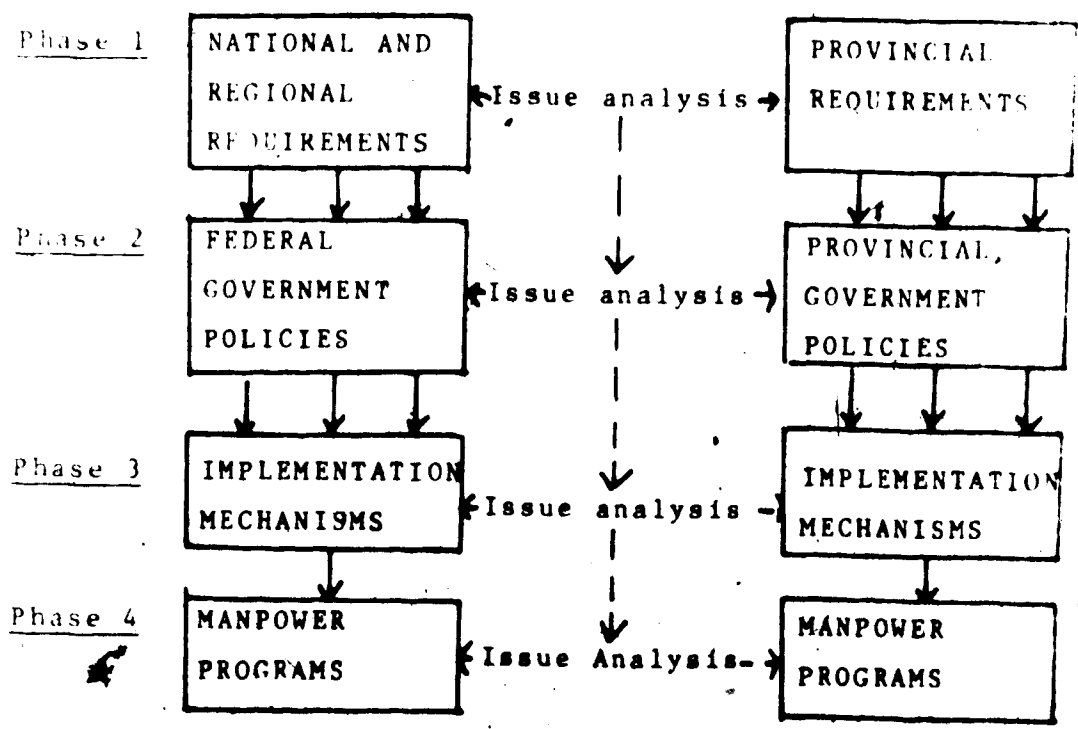 Phase 1
NATIONAL AND
REGIONAL
REQUIREMENTS
Issue analysis
PROVINCIAL
REQUIREMENTS
Phase 2
FEDERAL
GOVERNMENT
POLICIES
Issue analysis
PROVINCIAL,
GOVERNMENT
POLICIES
Phase 3
IMPLEMENTATION
MECHANISMS
Issue analysis
IMPLEMENTATION
MECHANISMS
Phase 4
MANPOWER
PROGRAMS
Issue Analysis
MANPOWER
PROGRAMS